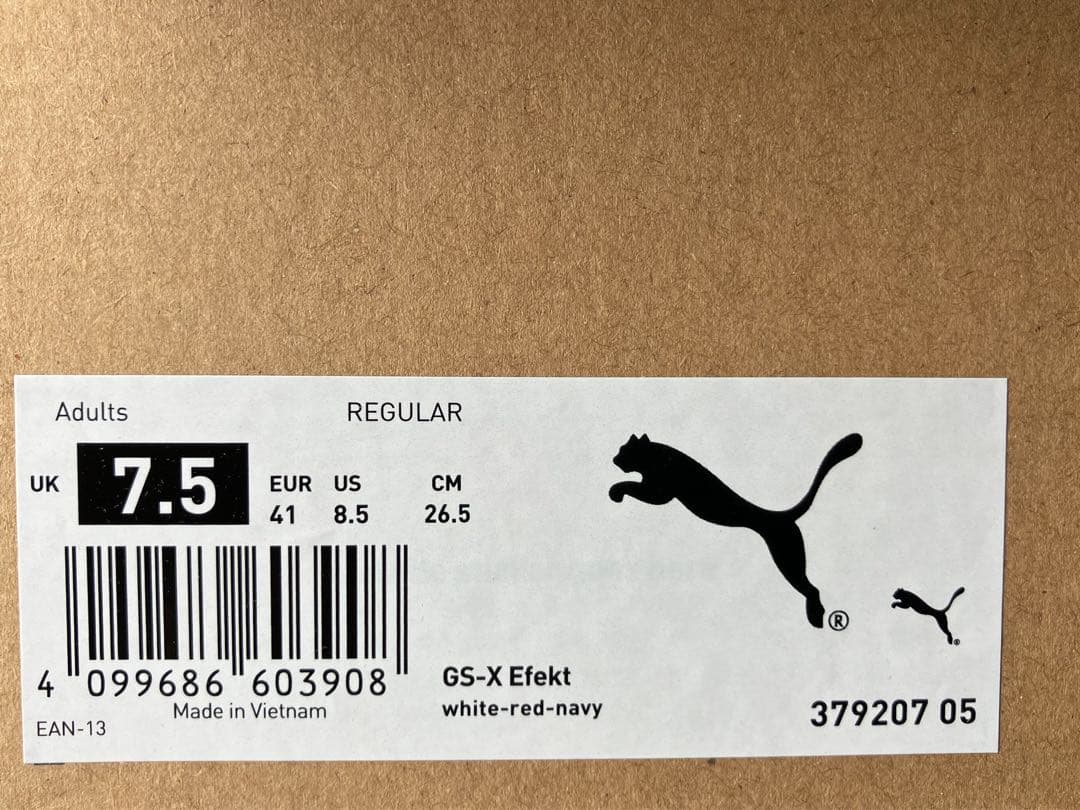 Adults REGULAR
UK 7.5 EUR US CM
41 8.5 26.5
4 099686 603908
Made in Vietnam
EAN-13
GS-X Efekt
white-red-navy
®
®
379207 05